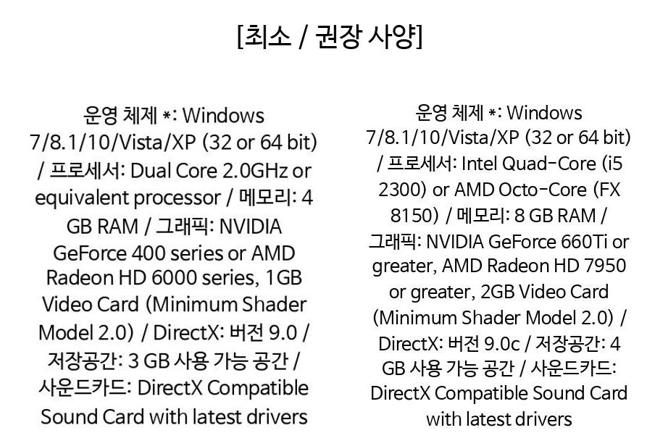 [최소 / 권장 사양]
운영 체제 *: Windows
7/8.1/10/Vista/XP (32 or 64 bit)
/ 프로세서: Dual Core 2.0GHz or
equivalent processor / 메모리: 4
GB RAM / 그래픽: NVIDIA
GeForce 400 series or AMD
Radeon HD 6000 series, 1GB
Video Card (Minimum Shader
Model 2.0) / DirectX: 버전 9.0 /
저장공간: 3 GB 사용 가능 공간 /
사운드카드: DirectX Compatible
Sound Card with latest drivers
운영 체제 *: Windows
7/8.1/10/Vista/XP (32 or 64 bit)
/ 프로세서: Intel Quad-Core (i5
2300) or AMD Octo-Core (FX
8150) / 메모리: 8 GB RAM /
그래픽: NVIDIA GeForce 660Ti or
greater, AMD Radeon HD 7950
or greater, 2GB Video Card
(Minimum Shader Model 2.0) /
DirectX: 버전 9.0c / 저장공간: 4
GB 사용 가능 공간 / 사운드카드:
DirectX Compatible Sound Card
with latest drivers